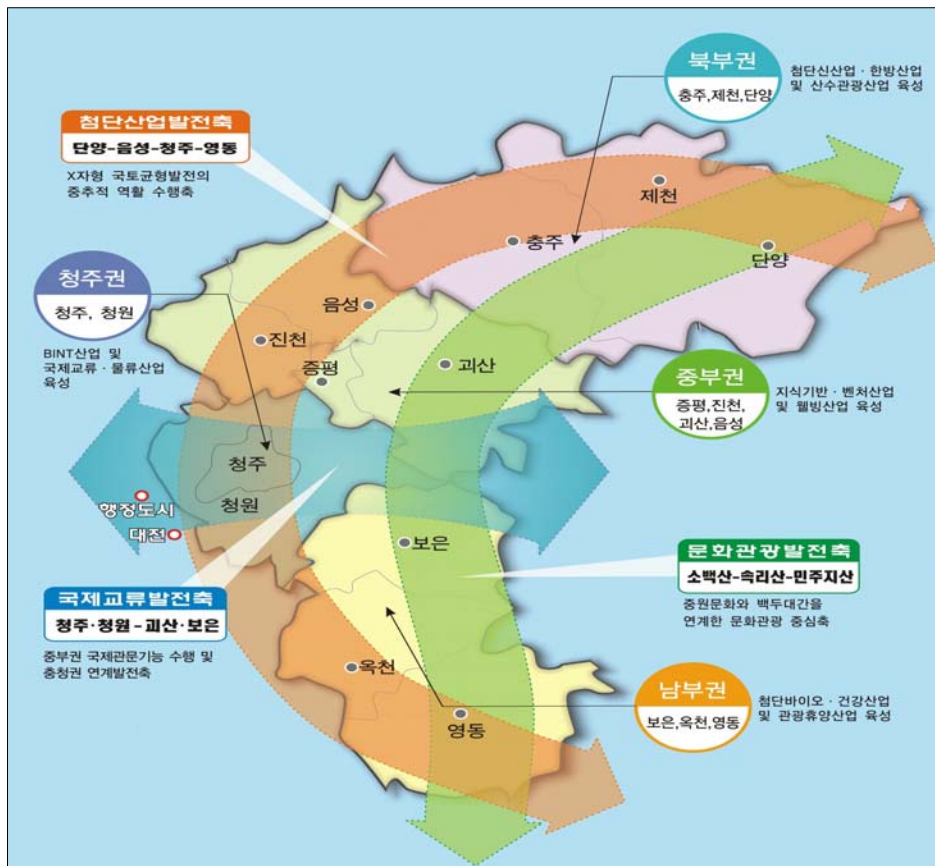 북부권
충주,제천,단양
첨단신산업 · 한방산업
및 산수관광산업 육성
첨단산업발전축
단양-음성-청주-영동
X자형 국토균형발전의
중추적 역활 수행축
제천
충주
단양
청주권
청주, 청원
BINT산업 및
국제교류 · 물류산업
육성
음성
진천
증평
괴산
중부권
증평,진천,
괴산,음성
지식기반 · 벤처산업
및 웰빙산업 육성
청주
청원
행정도시
대전
보은
문화관광발전축
소백산-속리산-민주지산
중원문화와 백두대간을
연계한 문화관광 중심축
국제교류발전축
청주·청원-괴산·보은
중부권 국제관문기능 수행 및
충청권 연계발전축
옥천
영동
남부권
보은,옥천,영동
첨단바이오 · 건강산업
및 관광휴양산업 육성